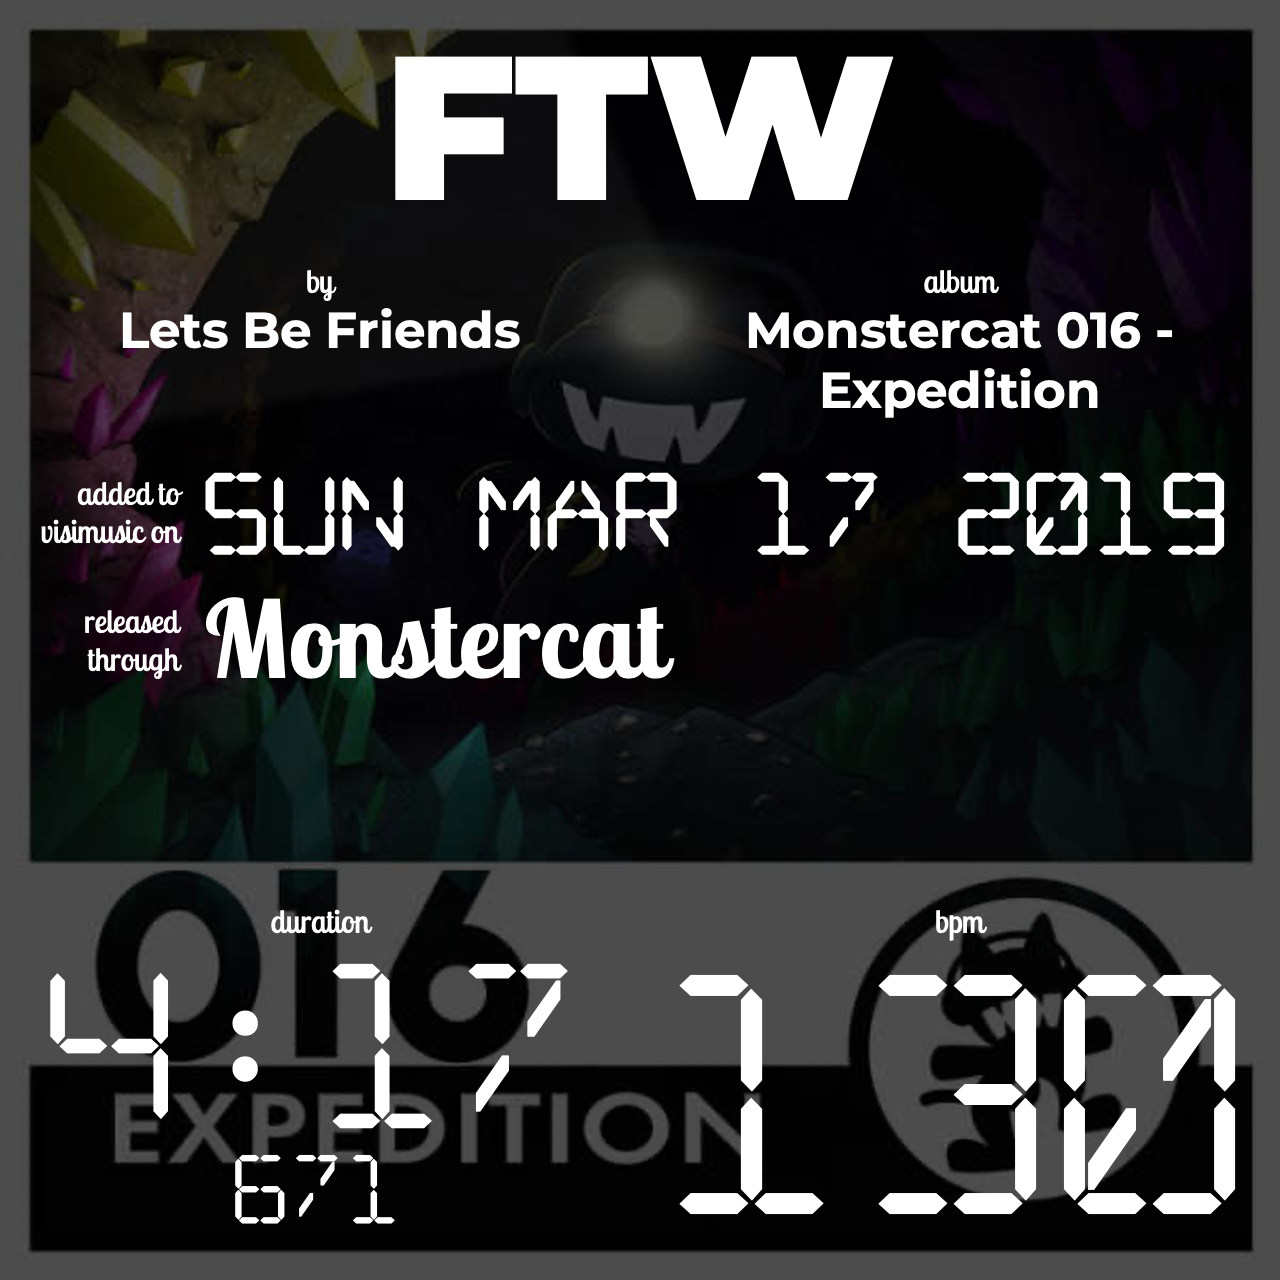 FTW
by
Lets Be Friends
album
Monstercat 016 -
Expedition
added to
visimusic on
SUN MAR 17 2019
released
through
Monstercat
016
EXPEDITION
duration
4:17
671
bpm
130